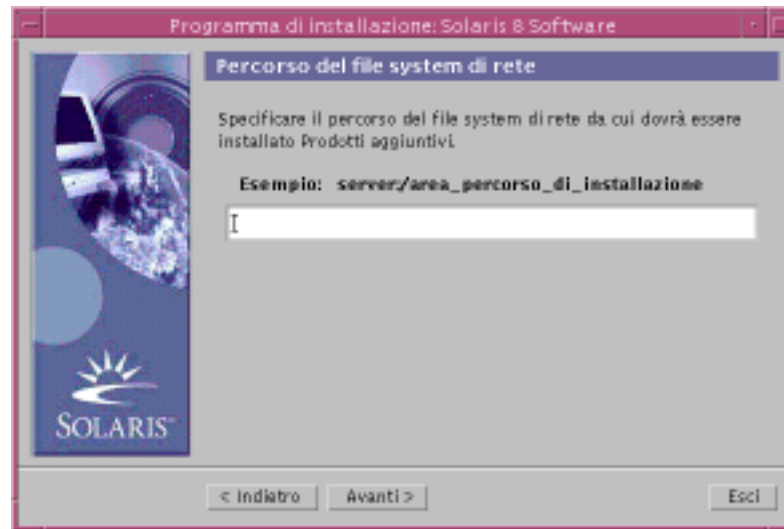 Programma di installazione: Solaris 8 Software
Percorso del file system di rete
Specificare il percorso del file system di rete da cui dovrà essere
installato Prodotti aggiuntivi.
Esempio: server:/area_percorso_di_installazione
SOLARIS™
< Indietro
Avanti >
Esci